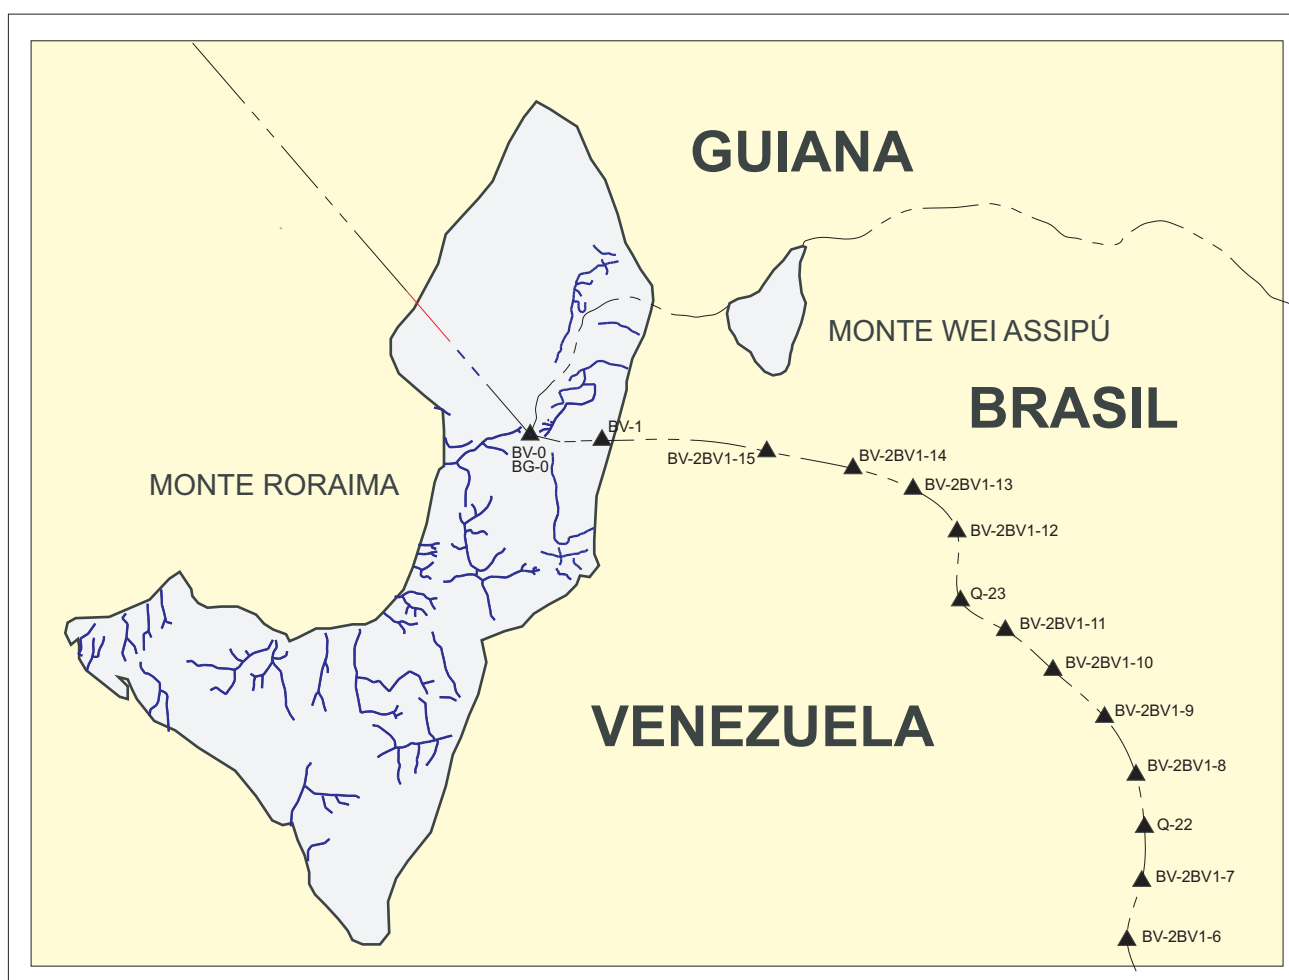 GUIANA
MONTE WEI ASSIPÚ
BRASIL
BV-1
BV-0
BG-0
BV-2BV1-15
BV-2BV1-14
MONTE RORAIMA
BV-2BV1-13
BV-2BV1-12
Q-23
BV-2BV1-11
BV-2BV1-10
VENEZUELA
BV-2BV1-9
BV-2BV1-8
Q-22
BV-2BV1-7
BV-2BV1-6